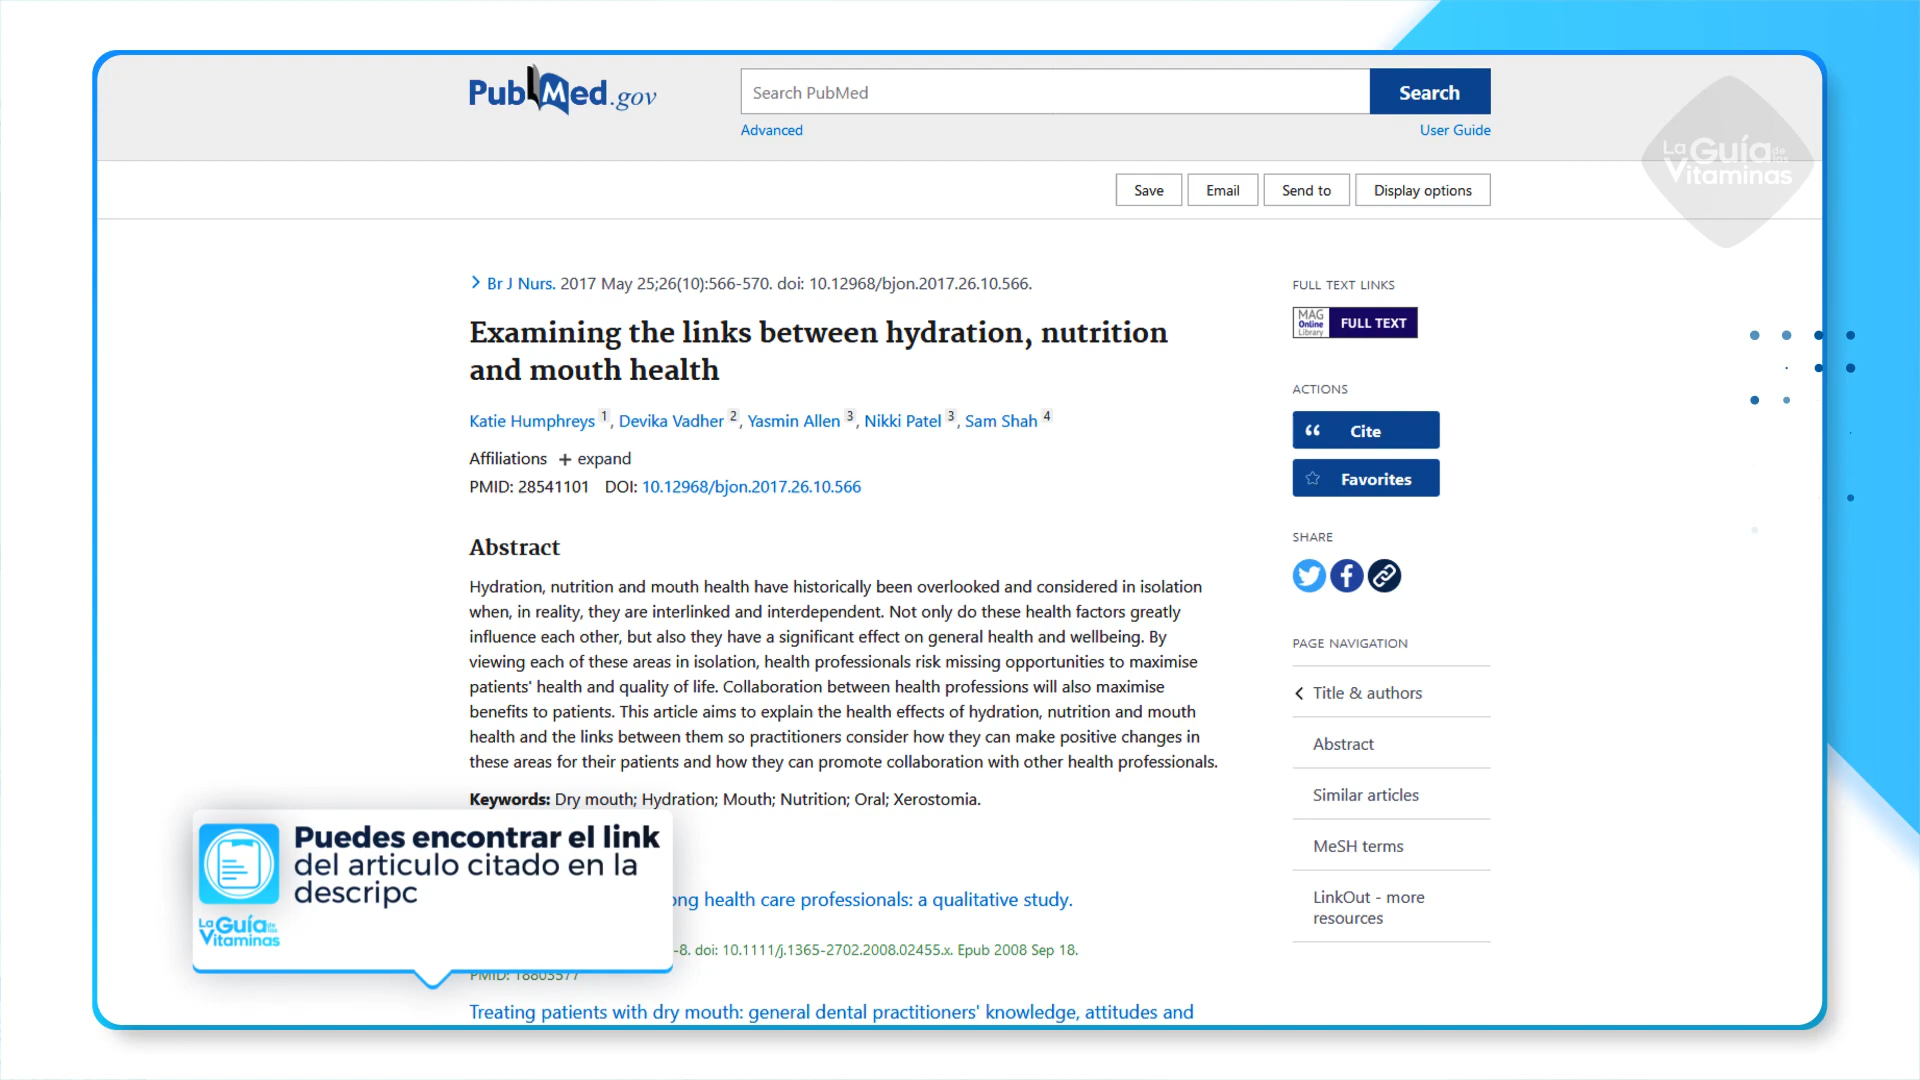 PubMed.gov
Search PubMed
Search
Advanced
User Guide
La Guía de las Vitaminas
Save
Email
Send to
Display options
Br J Nurs. 2017 May 25;26(10):566-570. doi: 10.12968/bjon.2017.26.10.566.
Examining the links between hydration, nutrition
and mouth health
Katie Humphreys 1, Devika Vadher 2, Yasmin Allen 3, Nikki Patel 3, Sam Shah 4
Affiliations + expand
PMID: 28541101 DOI: 10.12968/bjon.2017.26.10.566
Abstract
Hydration, nutrition and mouth health have historically been overlooked and considered in isolation
when, in reality, they are interlinked and interdependent. Not only do these health factors greatly
influence each other, but also they have a significant effect on general health and wellbeing. By
viewing each of these areas in isolation, health professionals risk missing opportunities to maximise
patients' health and quality of life. Collaboration between health professions will also maximise
benefits to patients. This article aims to explain the health effects of hydration, nutrition and mouth
health and the links between them so practitioners consider how they can make positive changes in
these areas for their patients and how they can promote collaboration with other health professionals.
Keywords: Dry mouth; Hydration; Mouth; Nutrition; Oral; Xerostomia.
Puedes encontrar el link
del articulo citado en la
descripc
La Guía de las Vitaminas
ong health care professionals: a qualitative study.
-8. doi: 10.1111/j.1365-2702.2008.02455.x. Epub 2008 Sep 18.
PMID: 18803577
Treating patients with dry mouth: general dental practitioners' knowledge, attitudes and
FULL TEXT LINKS
MAG
Online
Library
FULL TEXT
ACTIONS
Cite
Favorites
SHARE
PAGE NAVIGATION
Title & authors
Abstract
Similar articles
MeSH terms
LinkOut - more
resources